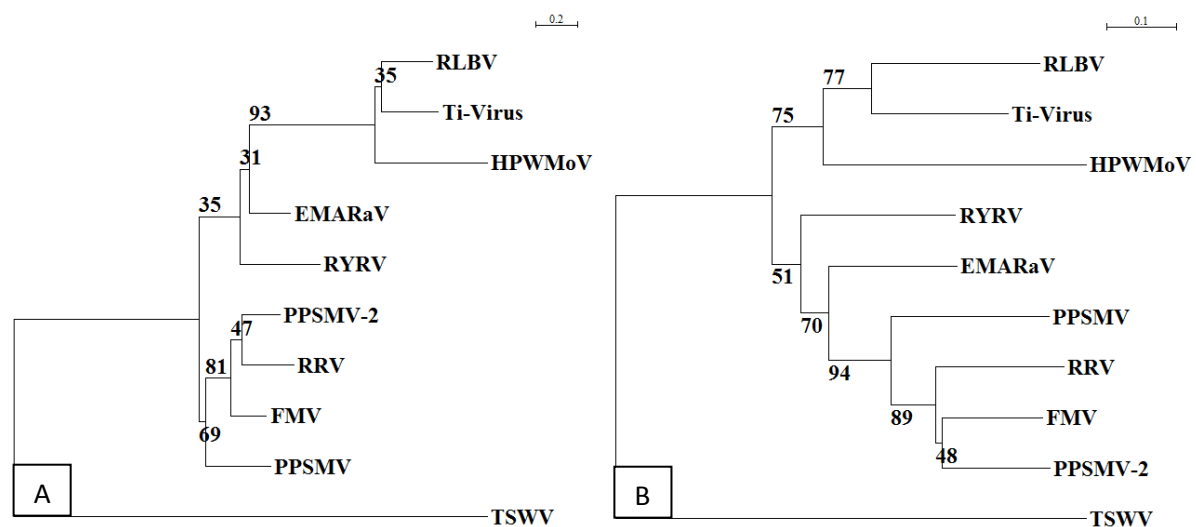 0.2
RLBV
35
Ti-Virus
93
HPWMoV
31
EMARaV
35
RYRV
PPSMV-2
47
RRV
81
FMV
69
PPSMV
A
TSWV
0.1
RLBV
77
Ti-Virus
75
HPWMoV
RYRV
51
EMARaV
70
PPSMV
94
RRV
89
FMV
48
PPSMV-2
B
TSWV